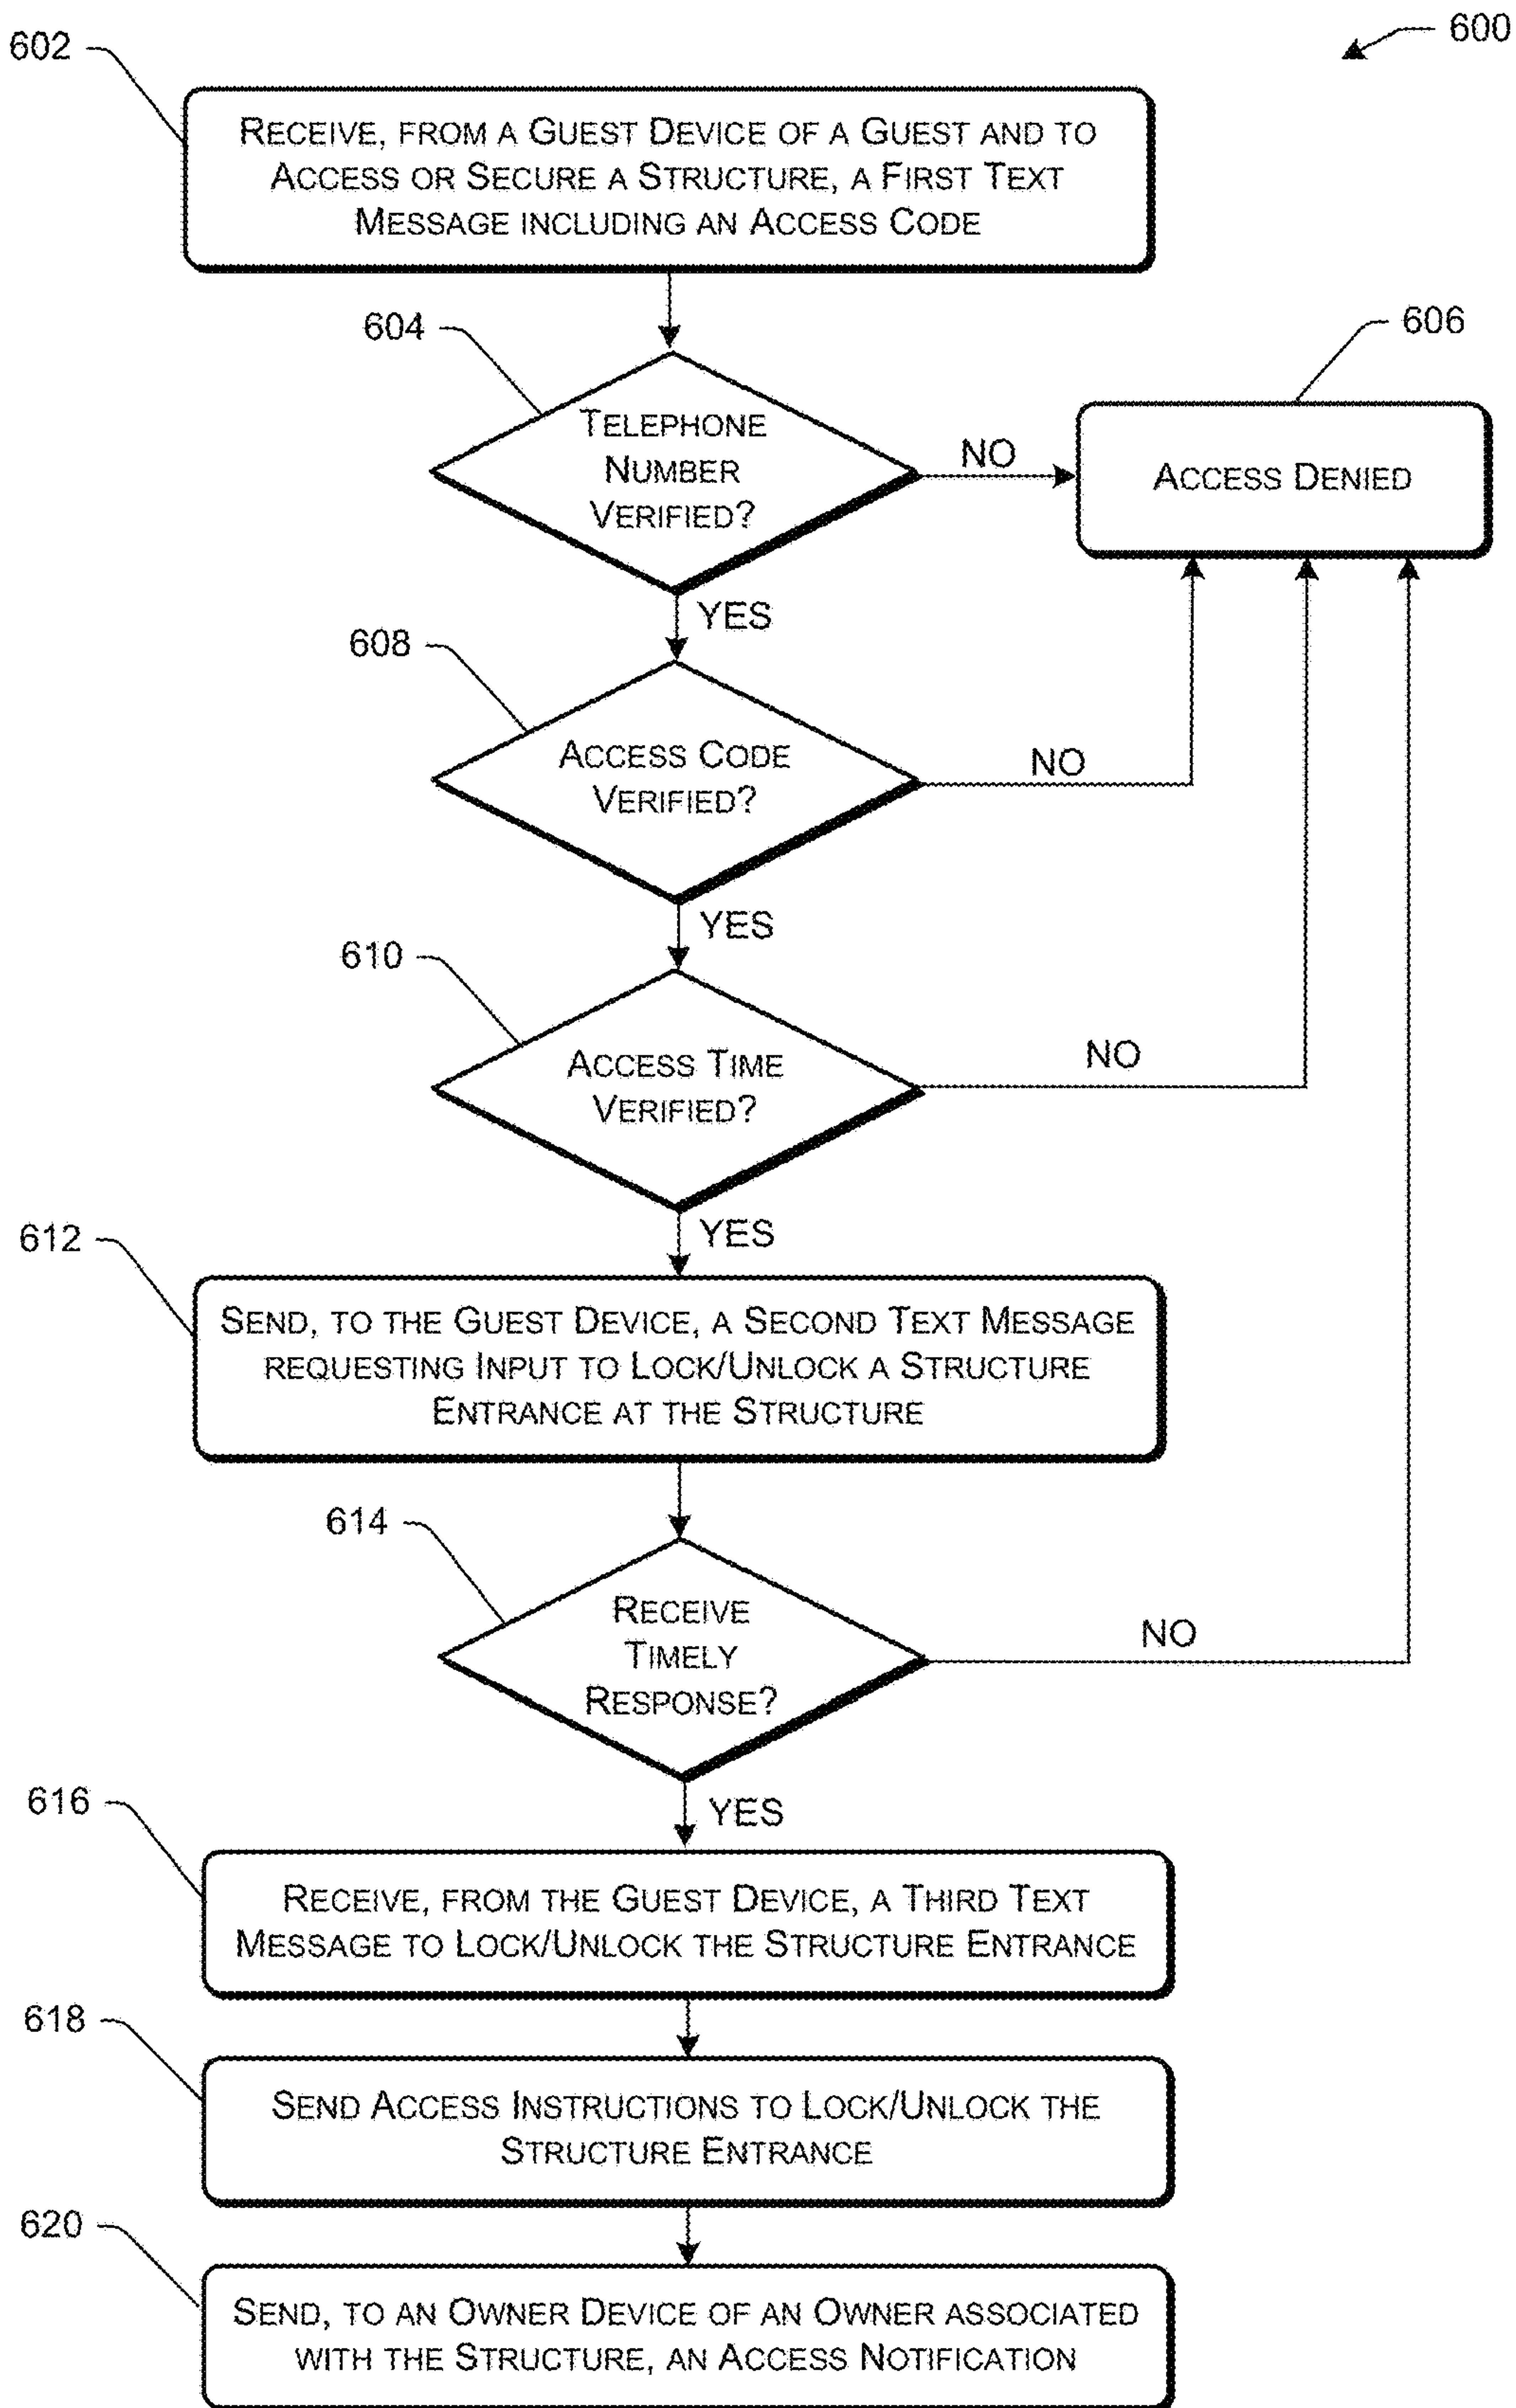 600
602
RECEIVE, FROM A GUEST DEVICE OF A GUEST AND TO
ACCESS OR SECURE A STRUCTURE, A FIRST TEXT
MESSAGE INCLUDING AN ACCESS CODE
604
TELEPHONE
NUMBER
VERIFIED?
NO
606
ACCESS DENIED
YES
608
ACCESS CODE
VERIFIED?
NO
YES
610
ACCESS TIME
VERIFIED?
NO
YES
612
SEND, TO THE GUEST DEVICE, A SECOND TEXT MESSAGE
REQUESTING INPUT TO LOCK/UNLOCK A STRUCTURE
ENTRANCE AT THE STRUCTURE
614
RECEIVE
TIMELY
RESPONSE?
NO
YES
616
RECEIVE, FROM THE GUEST DEVICE, A THIRD TEXT
MESSAGE TO LOCK/UNLOCK THE STRUCTURE ENTRANCE
618
SEND ACCESS INSTRUCTIONS TO LOCK/UNLOCK THE
STRUCTURE ENTRANCE
620
SEND, TO AN OWNER DEVICE OF AN OWNER ASSOCIATED
WITH THE STRUCTURE, AN ACCESS NOTIFICATION